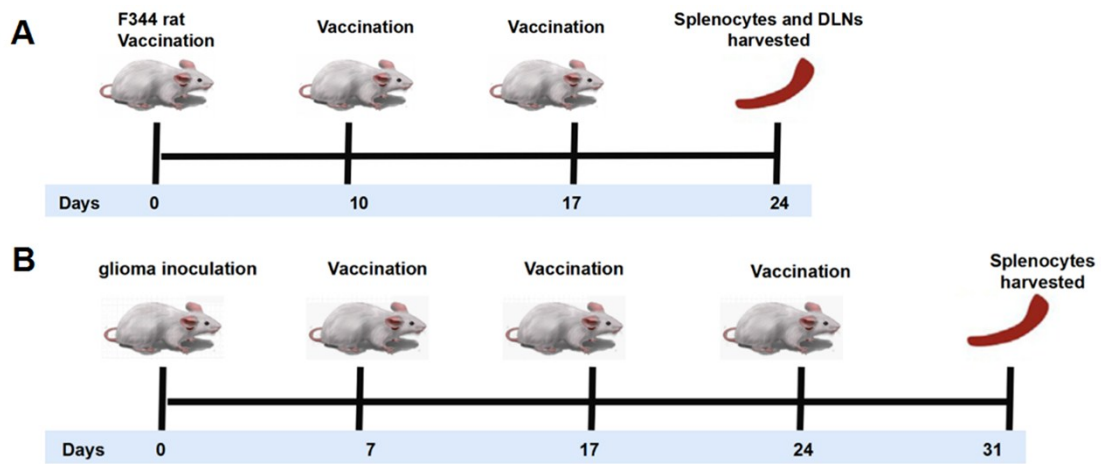 A
F344 rat
Vaccination
Vaccination
Vaccination
Splenocytes and DLNs
harvested
Days 0 10 17 24
B
glioma inoculation
Vaccination
Vaccination
Vaccination
Splenocytes
harvested
Days 0 7 17 24 31